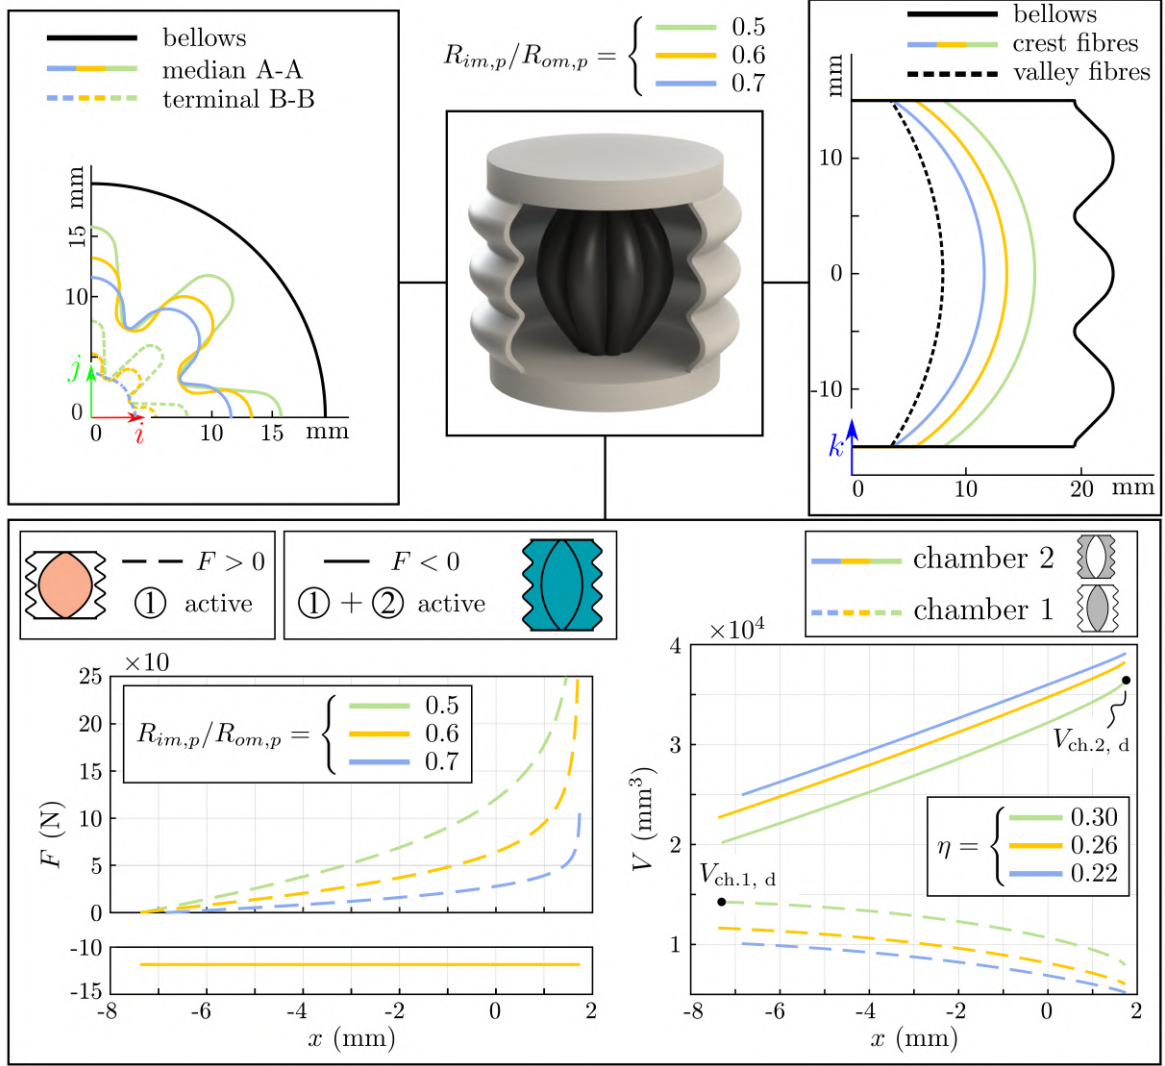 bellows
median A-A
terminal B-B
mm
15
10
0
j
0
10
15
mm
i
R_{im,p}/R_{om,p} =
0.5
0.6
0.7
bellows
crest fibres
valley fibres
mm
10
0
-10
k
0
10
20
mm
F > 0
① active
F < 0
① + ② active
chamber 2
chamber 1
×10
25
20
15
10
5
0
-10
-15
F (N)
R_{im,p}/R_{om,p} =
0.5
0.6
0.7
-8
-6
-4
-2
0
2
x (mm)
×10^4
4
3
2
1
V (mm^3)
V_{ch.2, d}
V_{ch.1, d}
η =
0.30
0.26
0.22
-8
-6
-4
-2
0
2
x (mm)